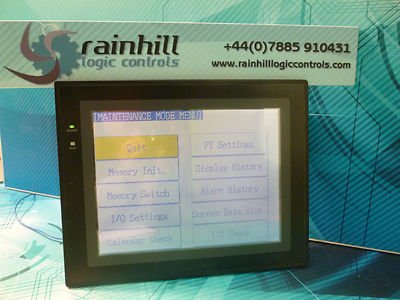 rainhill
logic controls
+44(0)7885 910431
www.rainhilllogiccontrols.com
[MAINTENANCE MODE MENU]
Quit
PT Settings
Memory Init.
Display History
Memory Switch
Alarm History
I/O Settings
Screen Data Disp.
Calendar Check
I/O Check